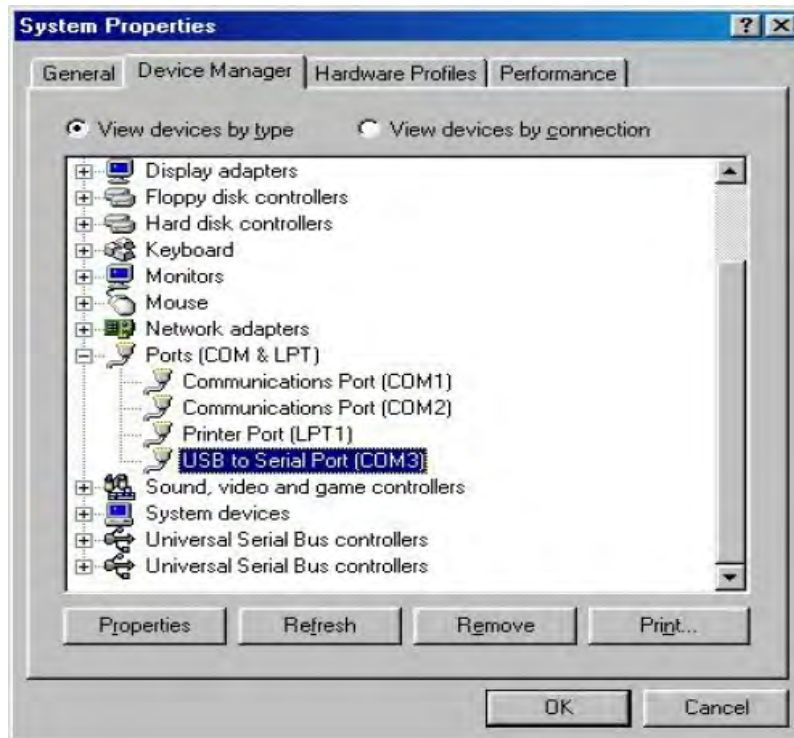 System Properties
General Device Manager Hardware Profiles Performance
View devices by type View devices by connection
Display adapters
Floppy disk controllers
Hard disk controllers
Keyboard
Monitors
Mouse
Network adapters
Ports (COM & LPT)
Communications Port (COM1)
Communications Port (COM2)
Printer Port (LPT1)
USB to Serial Port (COM3)
Sound, video and game controllers
System devices
Universal Serial Bus controllers
Universal Serial Bus controllers
Properties Refresh Remove Print...
OK Cancel